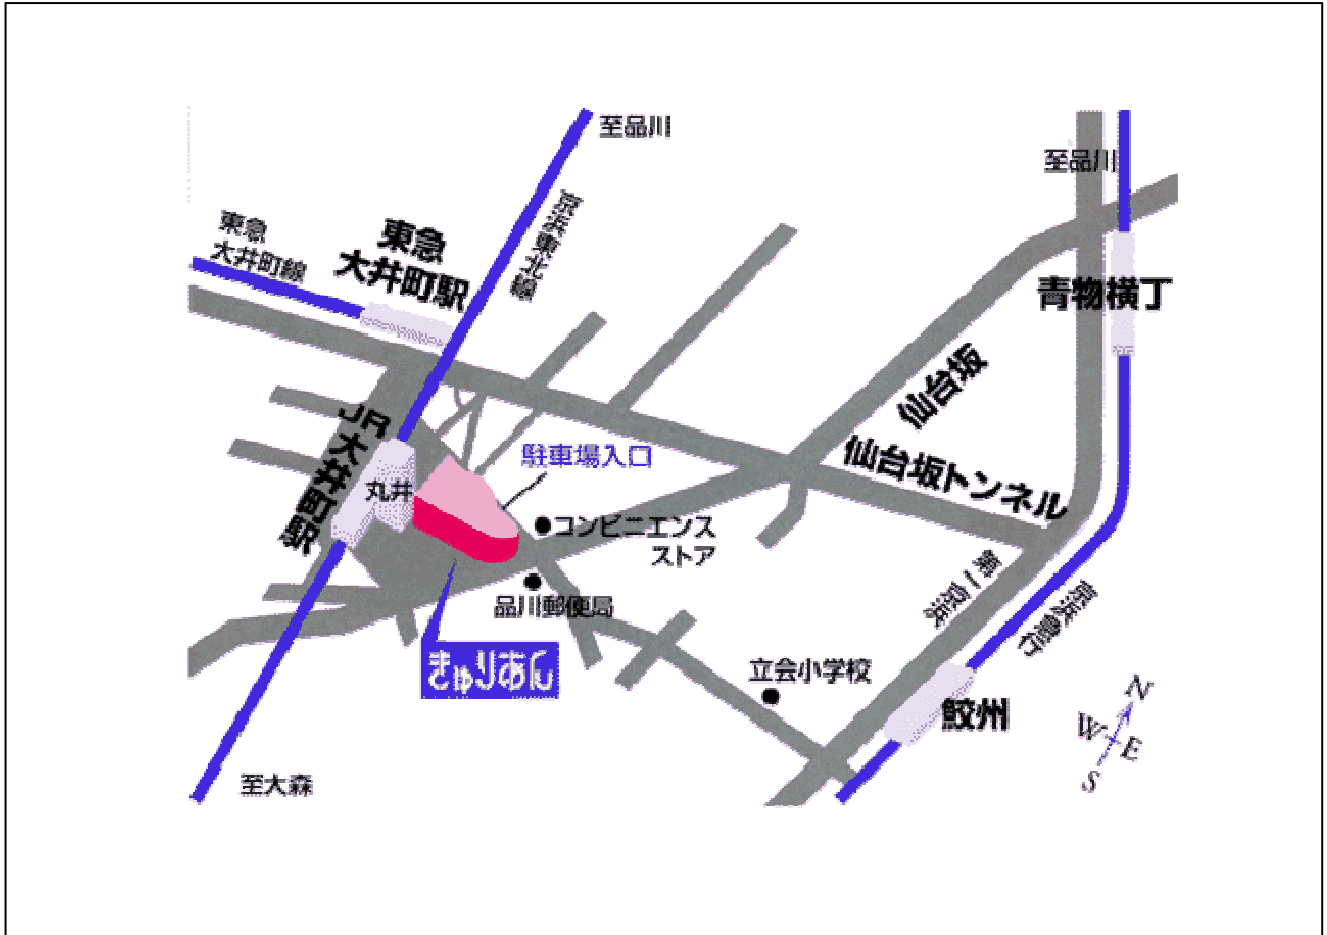 至品川
至品川
京浜東北線
東急
大井町線
東急
大井町駅
青物横丁
仙台坂
仙台坂トンネル
JR大井町駅
丸井
駐車場入口
コンビニエンス
ストア
品川郵便局
第一京浜
京浜急行
きゅりあん
立会小学校
鮫州
至大森
N
W
E
S